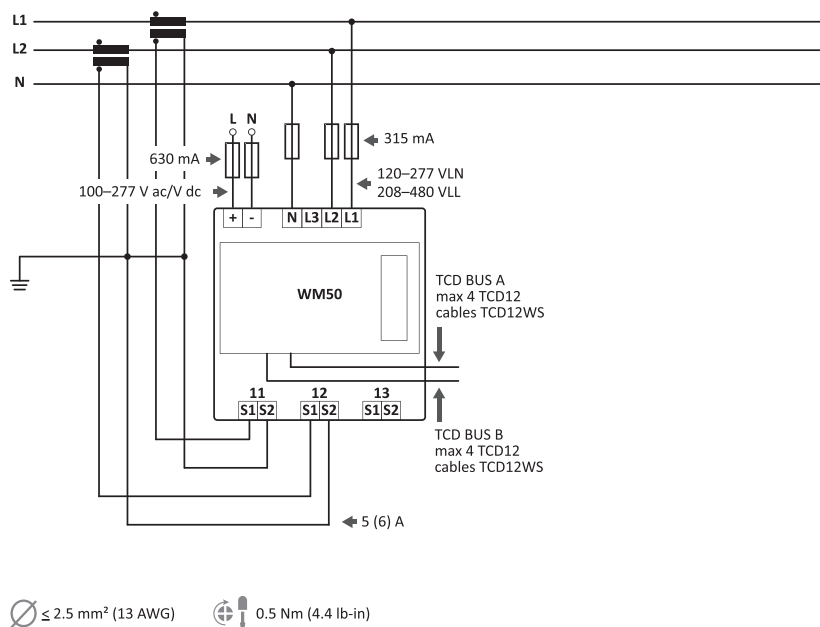 L1
L2
N
L N
630 mA
315 mA
100–277 V ac/V dc
120–277 VLN
208–480 VLL
+ - N L3 L2 L1
WM50
TCD BUS A
max 4 TCD12
cables TCD12WS
11 12 13
S1 S2 S1 S2 S1 S2
TCD BUS B
max 4 TCD12
cables TCD12WS
5 (6) A
≤ 2.5 mm² (13 AWG)
0.5 Nm (4.4 lb-in)